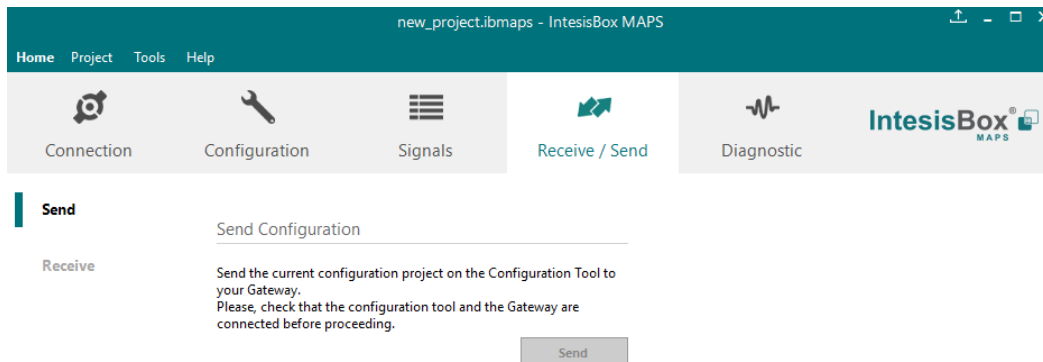 new_project.ibmaps - IntesisBox MAPS
Home Project Tools Help
Connection Configuration Signals Receive / Send Diagnostic
IntesisBox®
MAPS
Send
Send Configuration
Receive
Send the current configuration project on the Configuration Tool to
your Gateway.
Please, check that the configuration tool and the Gateway are
connected before proceeding.
Send